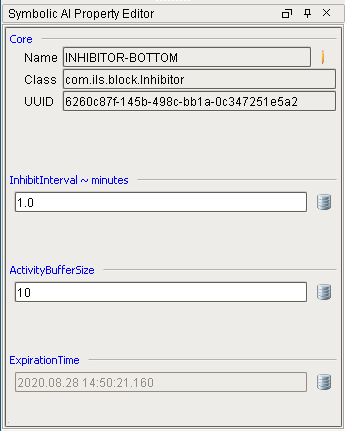 Symbolic AI Property Editor
Core
Name INHIBITOR-BOTTOM
Class com.ils.block.Inhibitor
UUID 6260c87f-145b-498c-bb1a-0c347251e5a2
InhibitInterval ~ minutes
1.0
ActivityBufferSize
10
ExpirationTime
2020.08.28 14:50:21.160